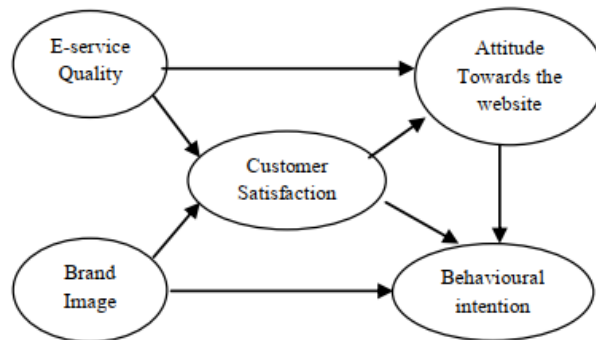 E-service
Quality
Attitude
Towards the
website
Customer
Satisfaction
Brand
Image
Behavioural
intention